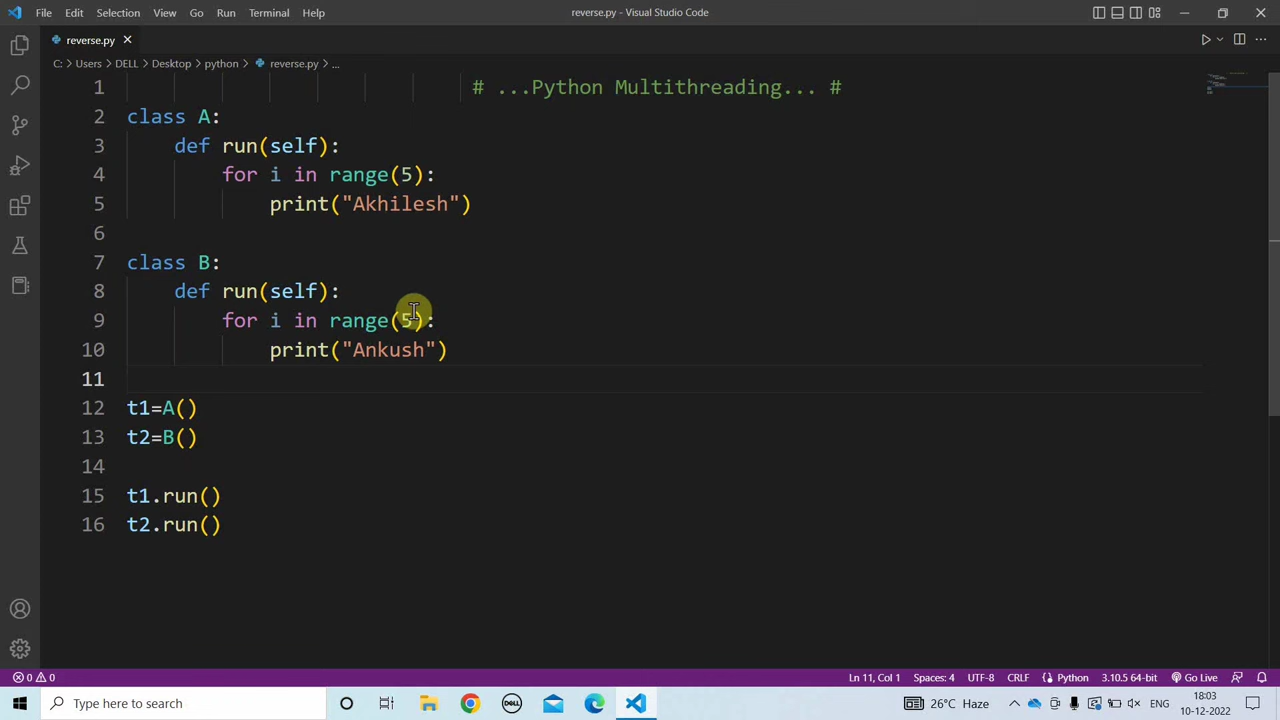 File Edit Selection View Go Run Terminal Help reverse.py - Visual Studio Code
reverse.py
C: > Users > DELL > Desktop > python > reverse.py > ...
1 # ...Python Multithreading... #
2 class A:
3 def run(self):
4 for i in range(5):
5 print("Akhilesh")
6
7 class B:
8 def run(self):
9 for i in range(5):
10 print("Ankush")
11
12 t1=A()
13 t2=B()
14
15 t1.run()
16 t2.run()
0 0 Ln 11, Col 1 Spaces: 4 UTF-8 CRLF Python 3.10.5 64-bit Go Live
Type here to search DELL 26°C Haze ENG 18:03
10-12-2022